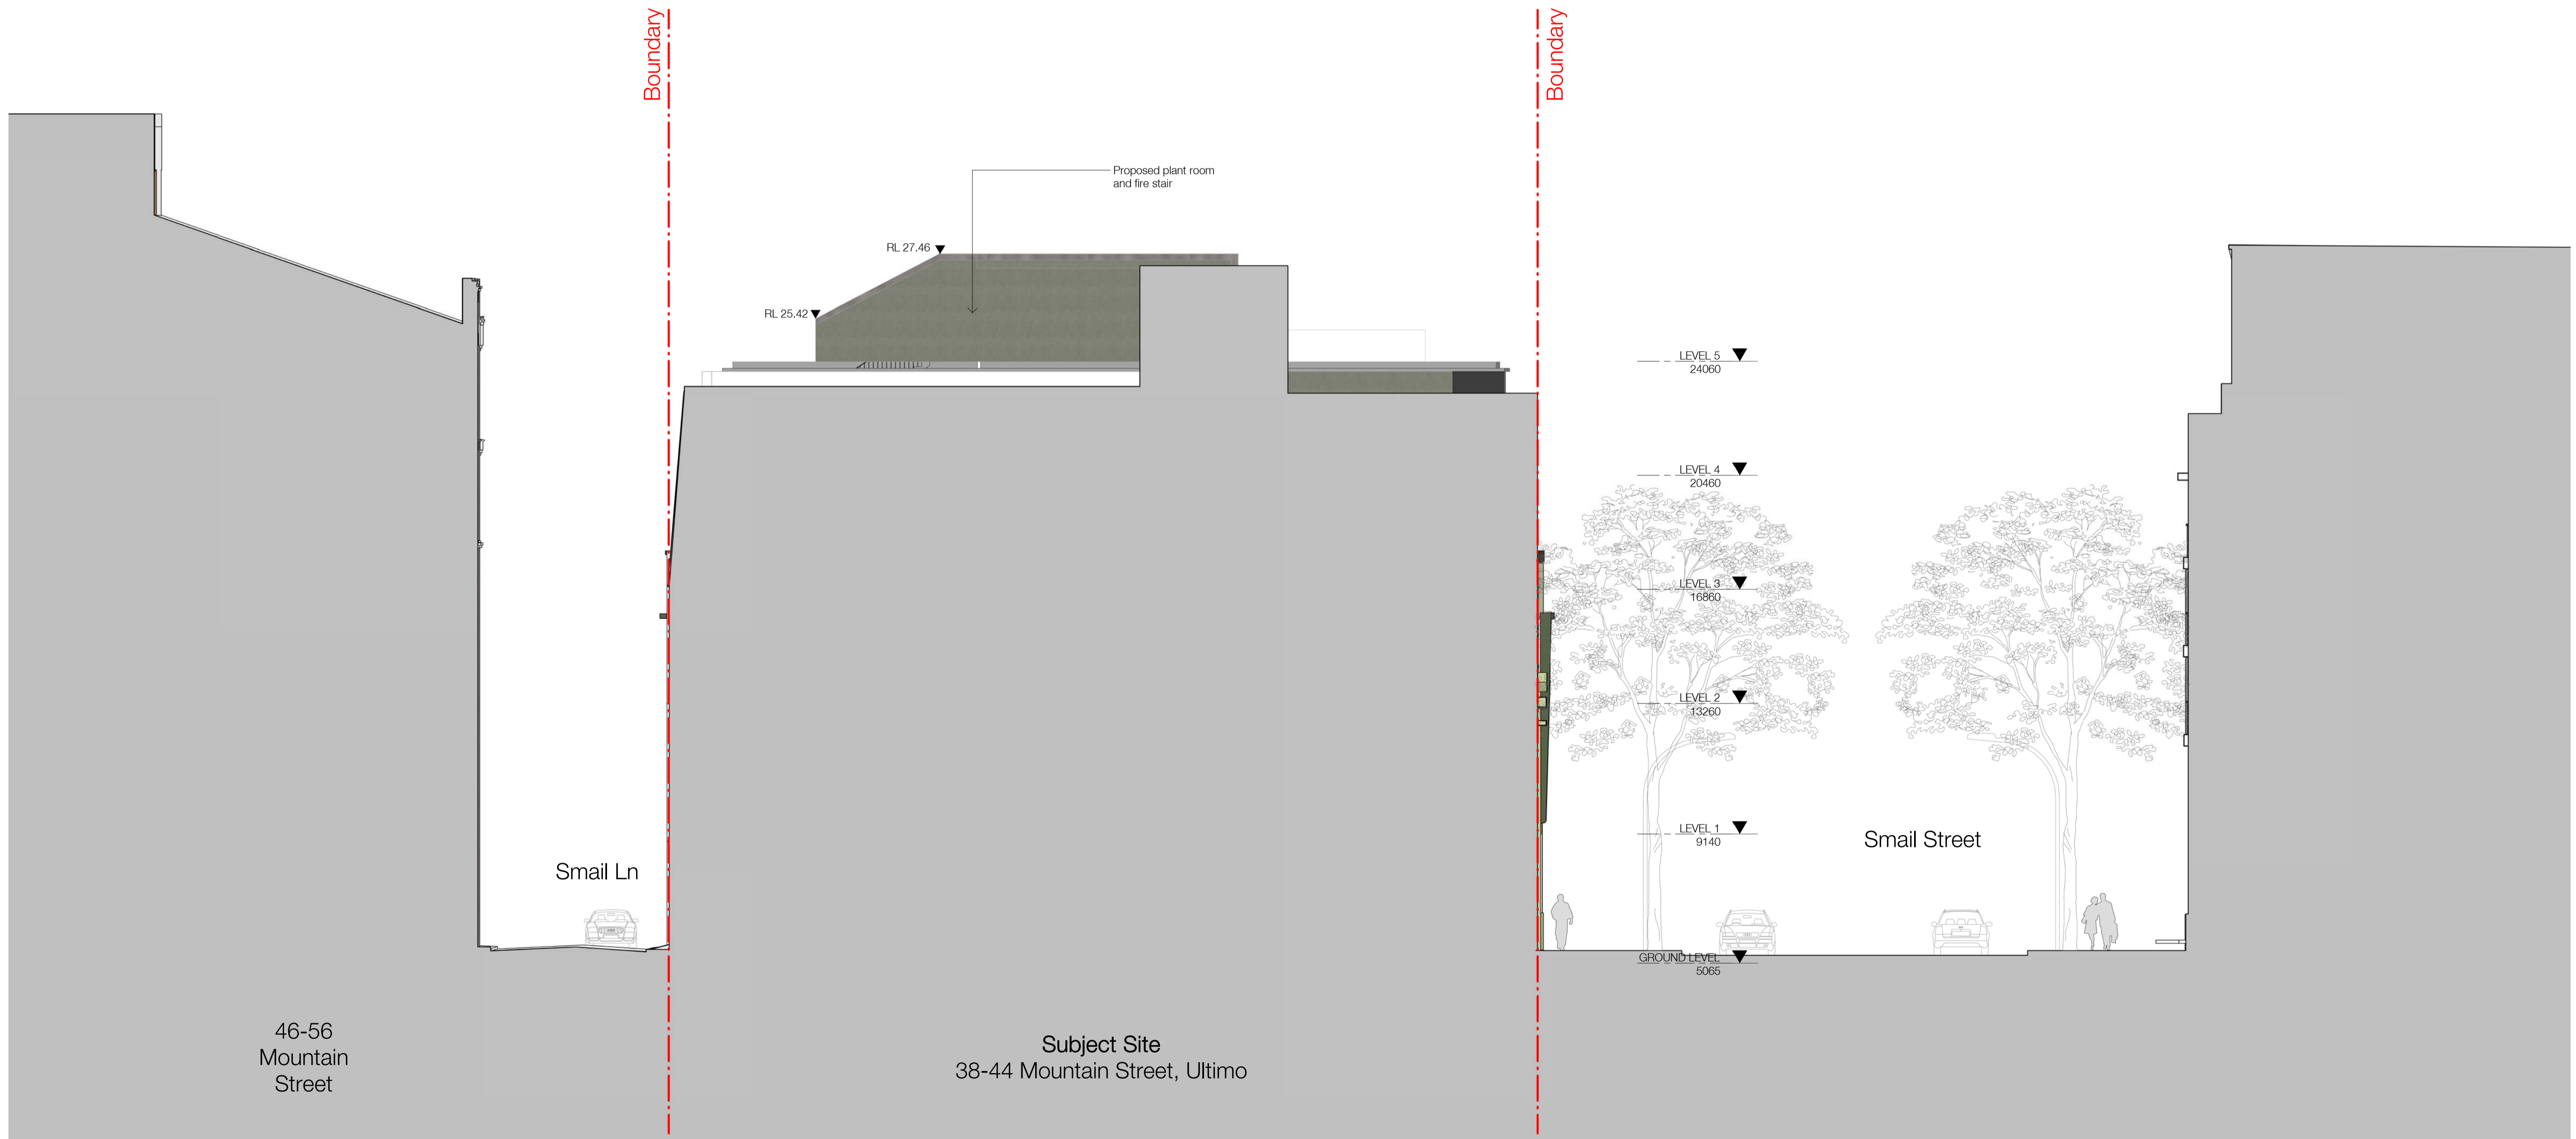 Boundary
Boundary
Proposed plant room
and fire stair
RL 27.46
RL 25.42
LEVEL 5
24060
LEVEL 4
20460
LEVEL 3
16860
LEVEL 2
13260
LEVEL 1
9140
Smail Street
Smail Ln
GROUND LEVEL
5065
46-56
Mountain
Street
Subject Site
38-44 Mountain Street, Ultimo